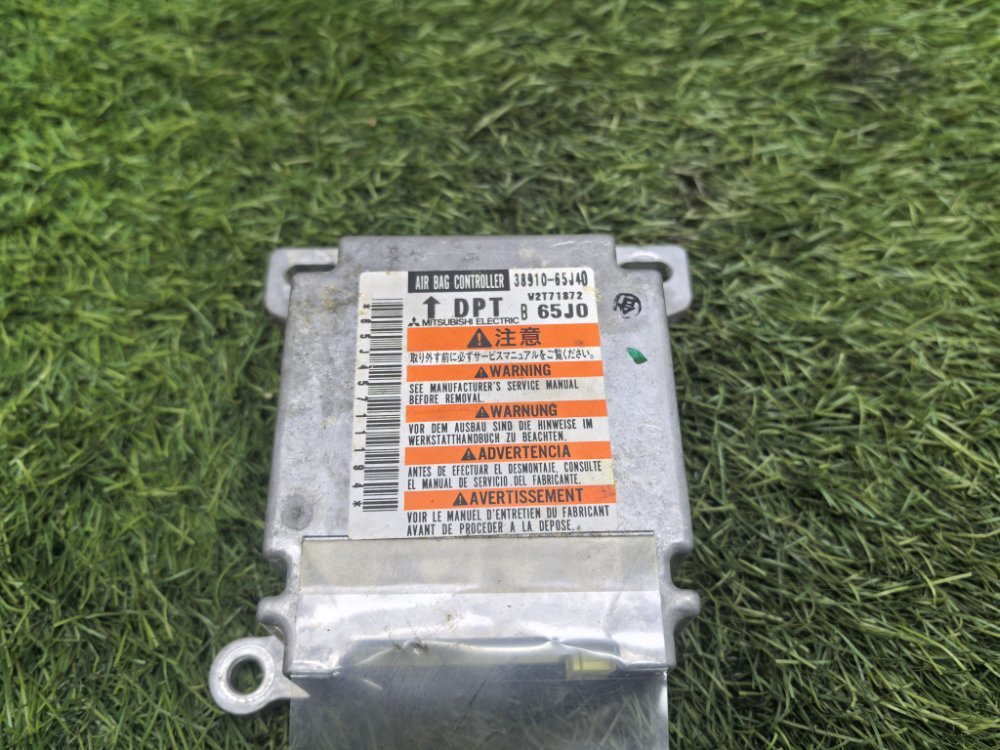 AIR BAG CONTROLLER 38910-65J40
↑ DPT W2T71872
MITSUBISHI ELECTRIC B 65J0
注意
取り外す前に必ずサービスマニュアルをご覧ください。
WARNING
SEE MANUFACTURER'S SERVICE MANUAL
BEFORE REMOVAL.
WARNUNG
VOR DEM AUSBAU SIND DIE HINWEISE IM
WERKSTATTHANDBUCH ZU BEACHTEN.
ADVERTENCIA
ANTES DE EFECTUAR EL DESMONTAJE, CONSULTE
EL MANUAL DE SERVICIO DEL FABRICANTE.
AVERTISSEMENT
VOIR LE MANUEL D'ENTRETIEN DU FABRICANT
AVANT DE PROCEDER A LA DEPOSE.